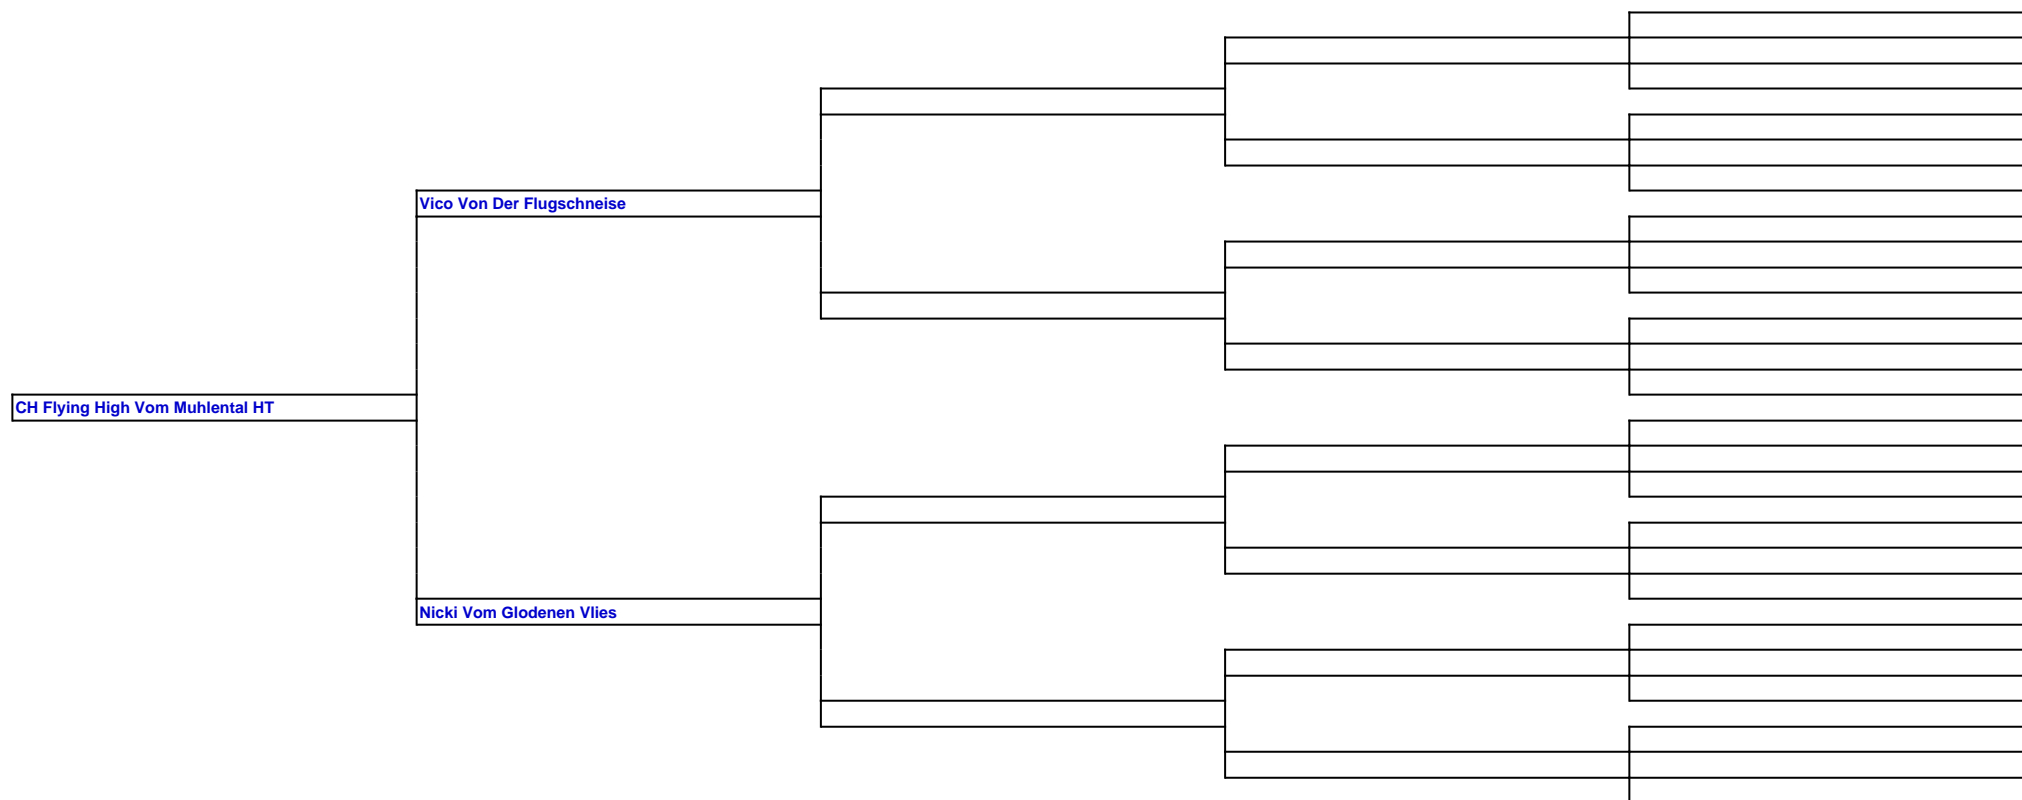 Vico Von Der Flugschneise
CH Flying High Vom Muhlental HT
Nicki Vom Glodenen Vlies